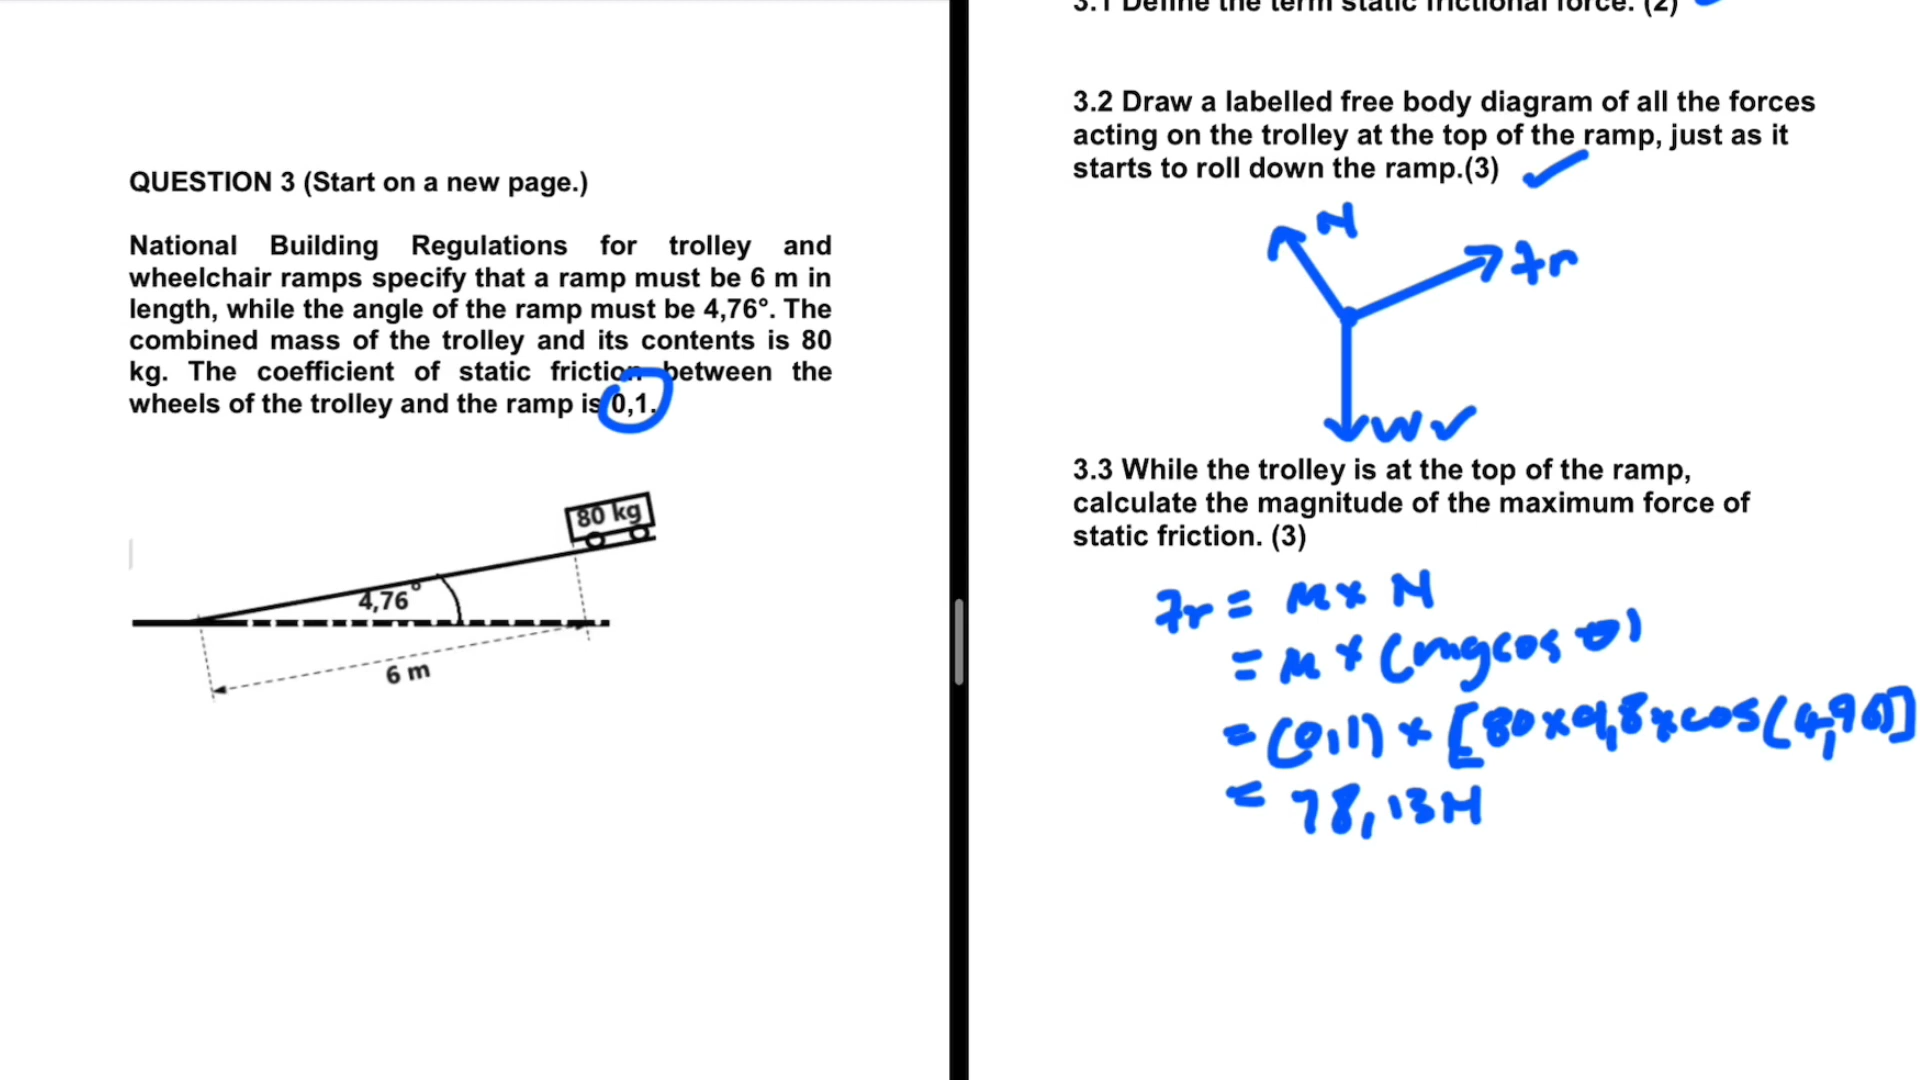 QUESTION 3 (Start on a new page.)
National Building Regulations for trolley and
wheelchair ramps specify that a ramp must be 6 m in
length, while the angle of the ramp must be 4,76°. The
combined mass of the trolley and its contents is 80
kg. The coefficient of static friction between the
wheels of the trolley and the ramp is 0,1.
80 kg
4,76°
6 m
3.1 Define the term static frictional force. (2)
3.2 Draw a labelled free body diagram of all the forces
acting on the trolley at the top of the ramp, just as it
starts to roll down the ramp.(3)
N
fr
W
3.3 While the trolley is at the top of the ramp,
calculate the magnitude of the maximum force of
static friction. (3)
fr = μ × N
= μ × (mgcos θ)
= (0,1) × [80×9,8×cos(4,76)]
= 78,13N